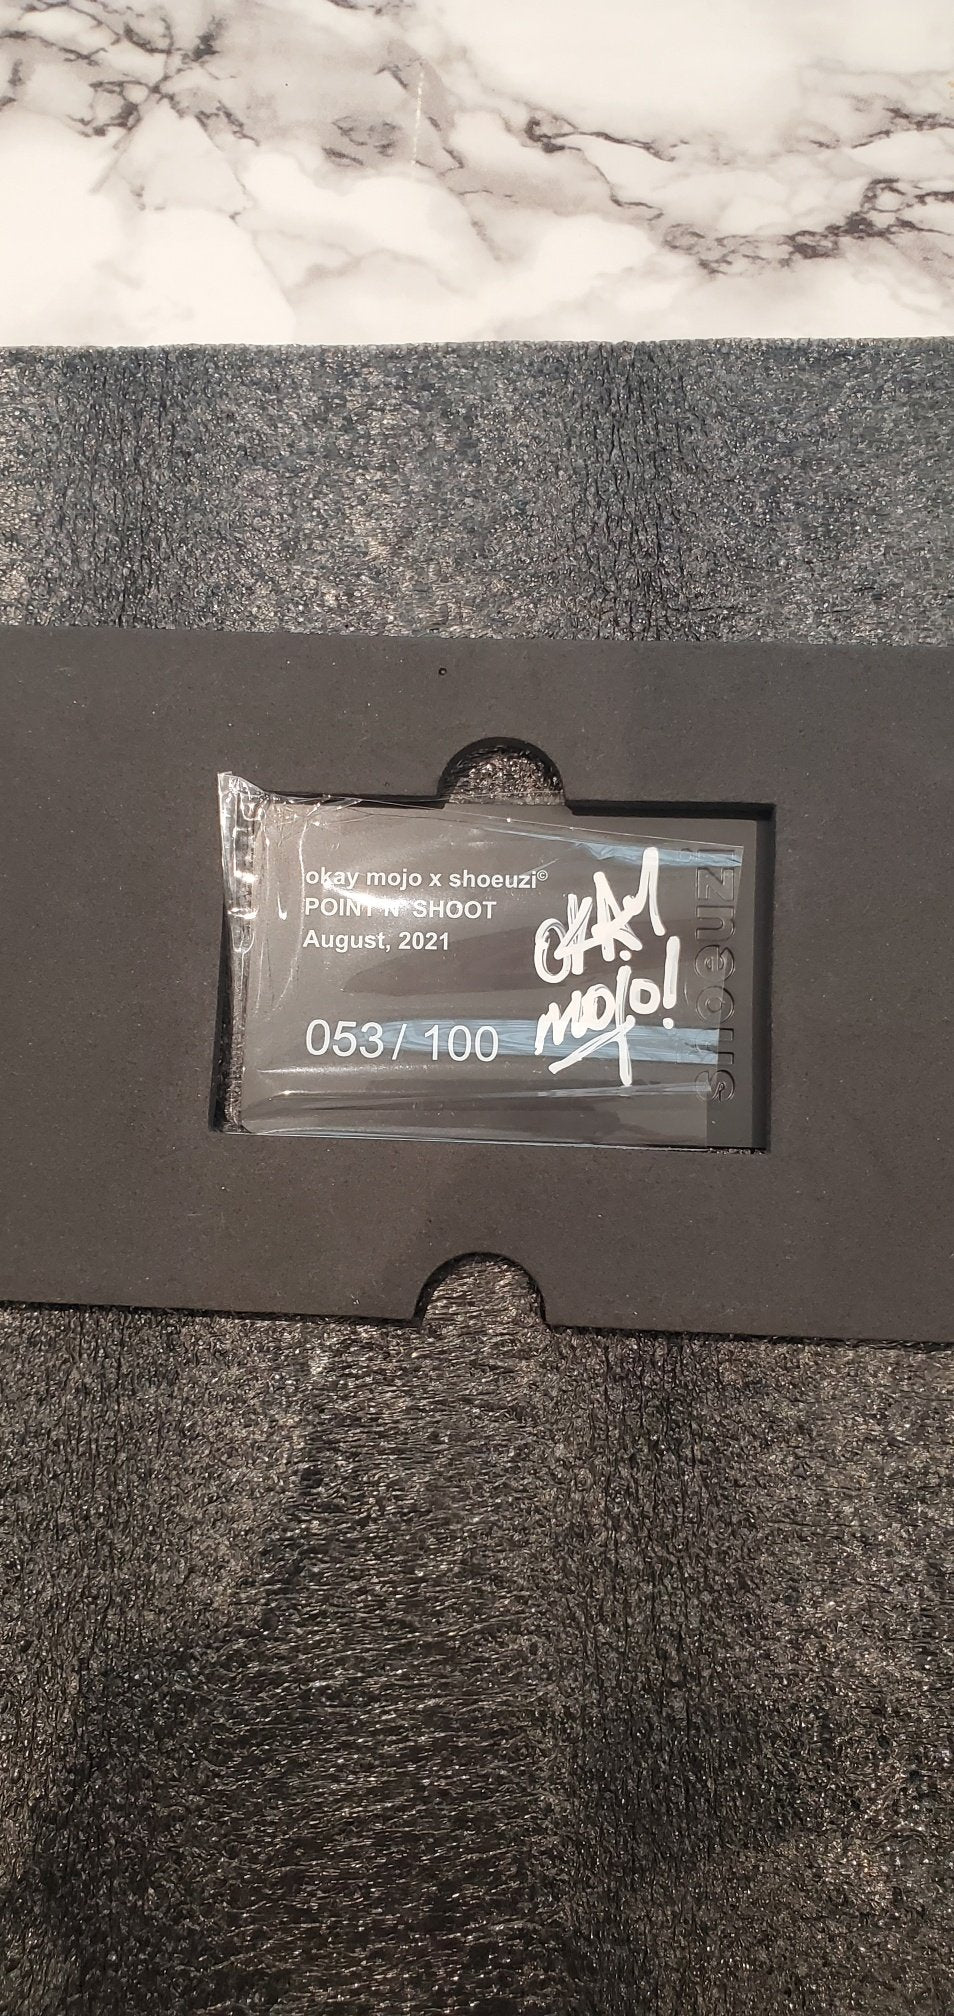 okay mojo x shoeuzi©
POINT N' SHOOT
August, 2021
053 / 100
OKAY
mojo!
shoeuzi